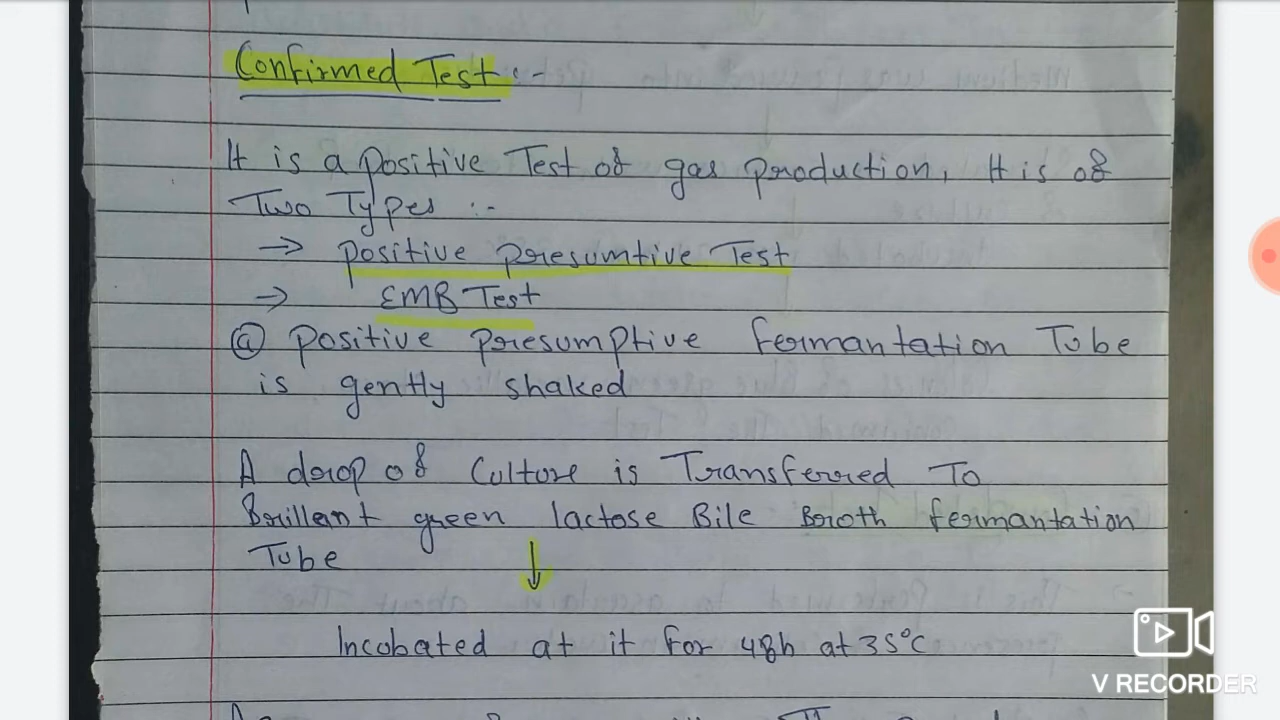 Confirmed Test :-
It is a positive Test of gas production, It is of
Two Types :-
→ positive presumtive Test
→ EMB Test
@ positive presumptive fermantation Tube
is gently shaked
A drop of Culture is Transferred To
Brillant green lactose Bile Broth fermantation
Tube
↓
Incobated at it for 48h at 35°C
V RECORDER